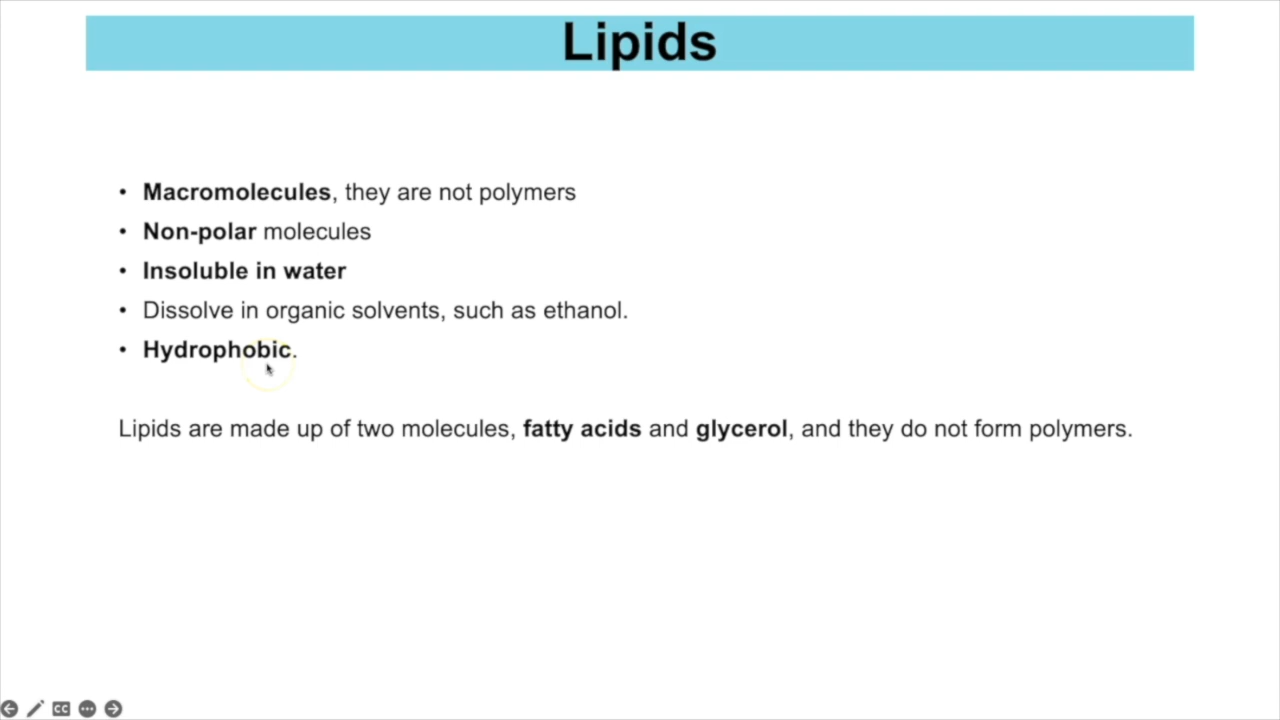 Lipids
• Macromolecules, they are not polymers
• Non-polar molecules
• Insoluble in water
• Dissolve in organic solvents, such as ethanol.
• Hydrophobic.
Lipids are made up of two molecules, fatty acids and glycerol, and they do not form polymers.
CC